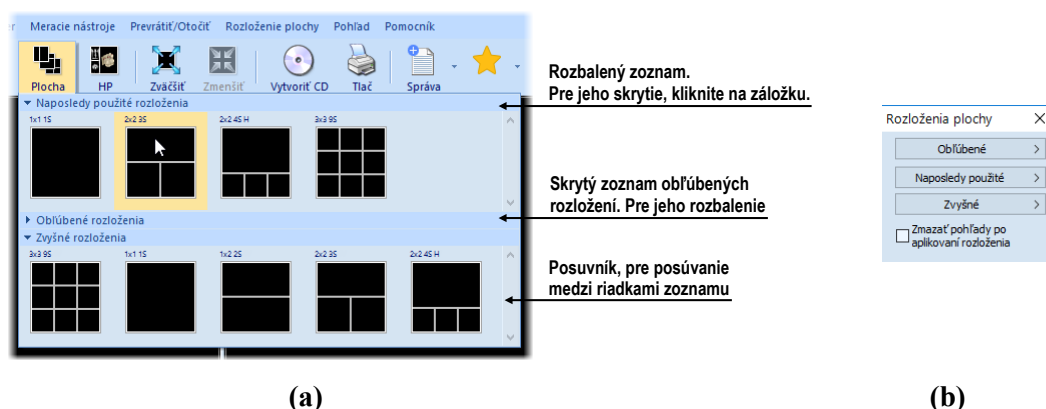 r Meracie nástroje Prevrátiť/Otočiť Rozloženie plochy Pohľad Pomocník
Plocha HP Zväčšiť Zmenšiť Vytvoriť CD Tlač Správa
Naposledy použité rozloženia
1x1 1S 2x2 3S 2x2 4S H 3x3 9S
Obľúbené rozloženia
Zvyšné rozloženia
3x3 9S 1x1 1S 1x2 2S 2x2 3S 2x2 4S H
Rozbalený zoznam.
Pre jeho skrytie, kliknite na záložku.
Skrytý zoznam obľúbených
rozložení. Pre jeho rozbalenie
Posuvník, pre posúvanie
medzi riadkami zoznamu
(a)
Rozloženia plochy
Obľúbené
Naposledy použité
Zvyšné
Zmazať pohľady po
aplikovaní rozloženia
(b)